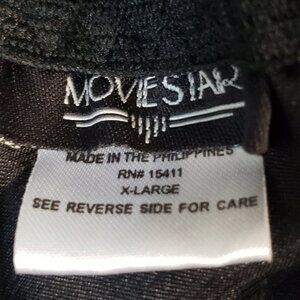 MOVIESTAR
MADE IN THE PHILIPPINES
RN# 15411
X-LARGE
SEE REVERSE SIDE FOR CARE